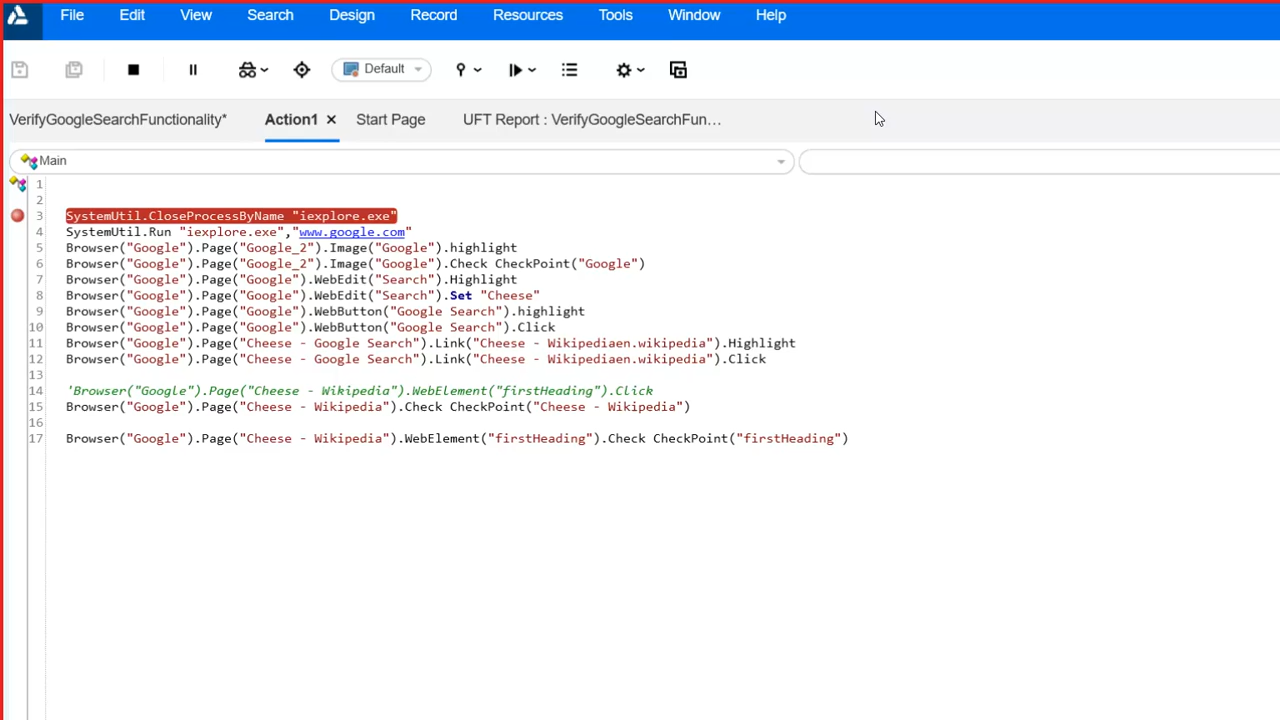 File Edit View Search Design Record Resources Tools Window Help
Default
VerifyGoogleSearchFunctionality* Action1 × Start Page UFT Report : VerifyGoogleSearchFun...
Main
1
2
3 SystemUtil.CloseProcessByName "iexplore.exe"
4 SystemUtil.Run "iexplore.exe","www.google.com"
5 Browser("Google").Page("Google_2").Image("Google").highlight
6 Browser("Google").Page("Google_2").Image("Google").Check CheckPoint("Google")
7 Browser("Google").Page("Google").WebEdit("Search").Highlight
8 Browser("Google").Page("Google").WebEdit("Search").Set "Cheese"
9 Browser("Google").Page("Google").WebButton("Google Search").highlight
10 Browser("Google").Page("Google").WebButton("Google Search").Click
11 Browser("Google").Page("Cheese - Google Search").Link("Cheese - Wikipediaen.wikipedia").Highlight
12 Browser("Google").Page("Cheese - Google Search").Link("Cheese - Wikipediaen.wikipedia").Click
13
14 'Browser("Google").Page("Cheese - Wikipedia").WebElement("firstHeading").Click
15 Browser("Google").Page("Cheese - Wikipedia").Check CheckPoint("Cheese - Wikipedia")
16
17 Browser("Google").Page("Cheese - Wikipedia").WebElement("firstHeading").Check CheckPoint("firstHeading")